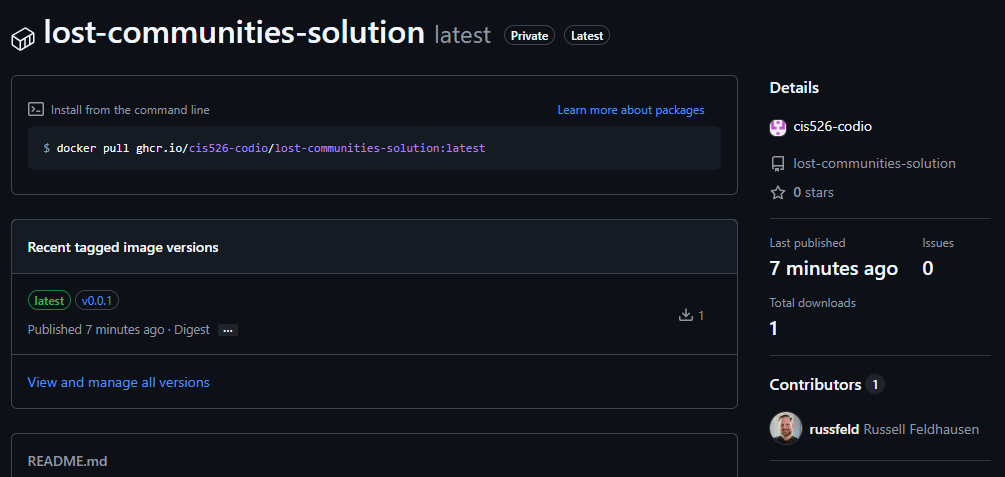 lost-communities-solution latest Private Latest
Install from the command line Learn more about packages
$ docker pull ghcr.io/cis526-codio/lost-communities-solution:latest
Recent tagged image versions
latest v0.0.1
Published 7 minutes ago · Digest ...
1
View and manage all versions
README.md
Details
cis526-codio
lost-communities-solution
0 stars
Last published Issues
7 minutes ago 0
Total downloads
1
Contributors 1
russfeld Russell Feldhausen